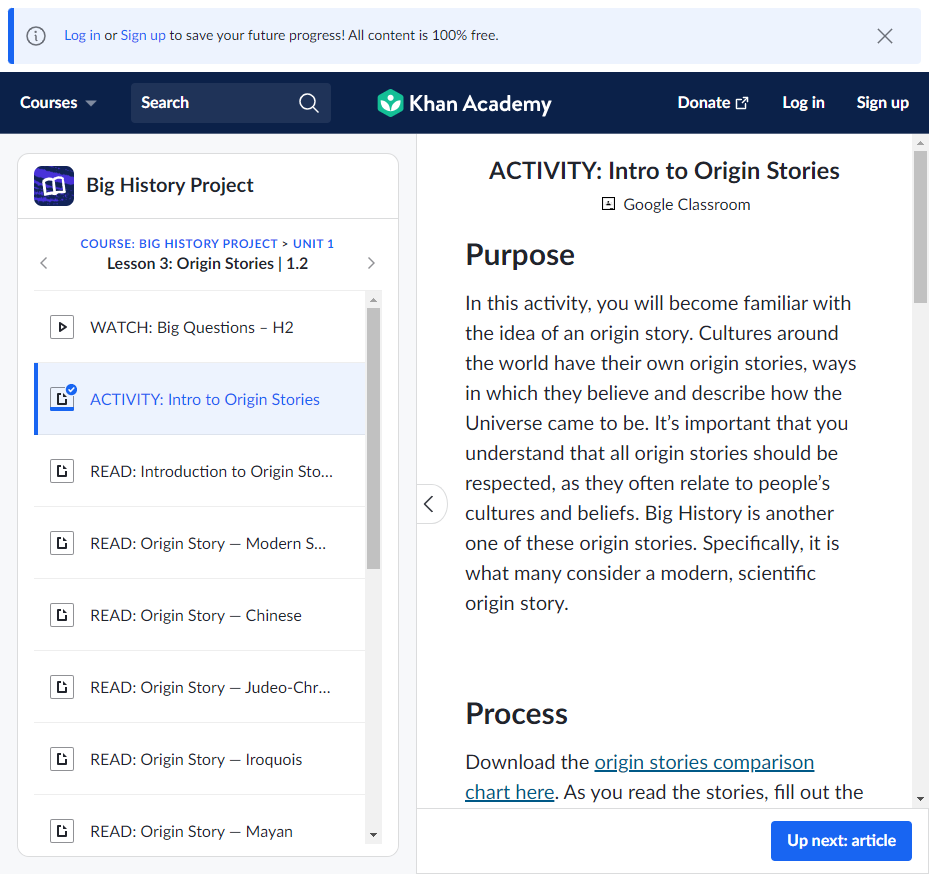 Log in or Sign up to save your future progress! All content is 100% free.
Courses
Search
Khan Academy
Donate
Log in
Sign up
Big History Project
COURSE: BIG HISTORY PROJECT > UNIT 1
Lesson 3: Origin Stories | 1.2
WATCH: Big Questions – H2
ACTIVITY: Intro to Origin Stories
READ: Introduction to Origin Sto...
READ: Origin Story — Modern S...
READ: Origin Story — Chinese
READ: Origin Story — Judeo-Chr...
READ: Origin Story — Iroquois
READ: Origin Story — Mayan
ACTIVITY: Intro to Origin Stories
Google Classroom
Purpose
In this activity, you will become familiar with
the idea of an origin story. Cultures around
the world have their own origin stories, ways
in which they believe and describe how the
Universe came to be. It’s important that you
understand that all origin stories should be
respected, as they often relate to people’s
cultures and beliefs. Big History is another
one of these origin stories. Specifically, it is
what many consider a modern, scientific
origin story.
Process
Download the origin stories comparison
chart here. As you read the stories, fill out the
Up next: article